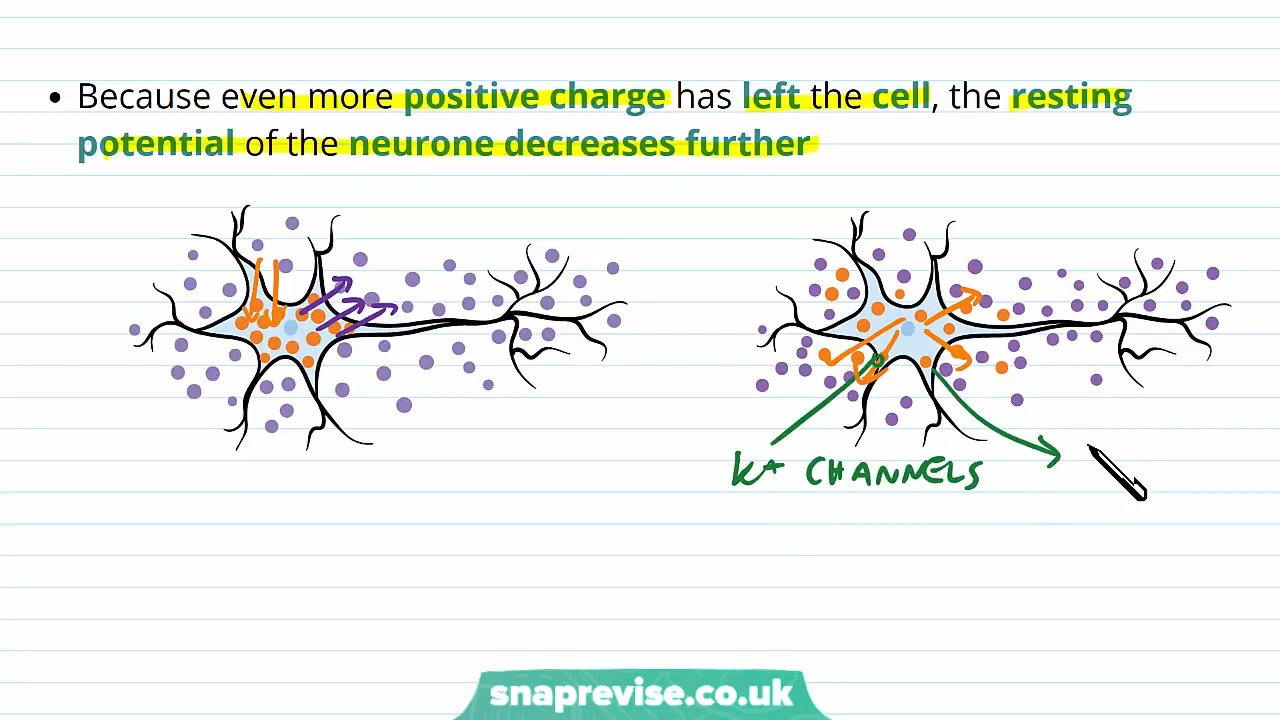 • Because even more positive charge has left the cell, the resting
potential of the neurone decreases further
K+ CHANNELS
snaprevise.co.uk